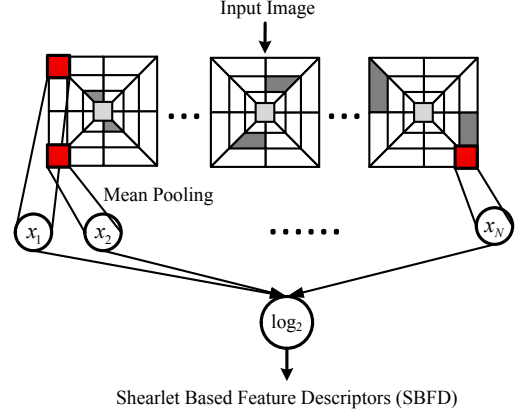 Input Image
Mean Pooling
x1 x2 ...... xN
log2
Shearlet Based Feature Descriptors (SBFD)